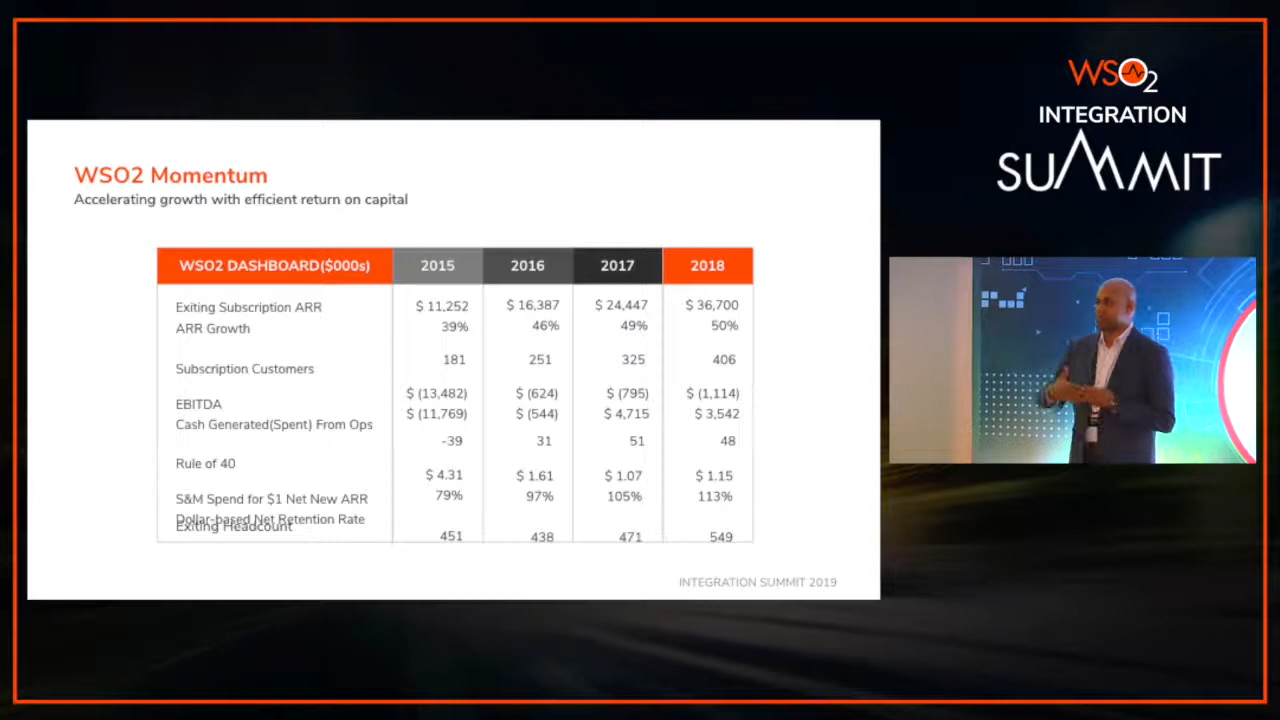 WSO2
INTEGRATION
SUMMIT
WSO2 Momentum
Accelerating growth with efficient return on capital
WSO2 DASHBOARD($000s) 2015 2016 2017 2018
Exiting Subscription ARR $ 11,252 $ 16,387 $ 24,447 $ 36,700
ARR Growth 39% 46% 49% 50%
Subscription Customers 181 251 325 406
EBITDA $ (13,482) $ (624) $ (795) $ (1,114)
Cash Generated(Spent) From Ops $ (11,769) $ (544) $ 4,715 $ 3,542
Rule of 40 -39 31 51 48
S&M Spend for $1 Net New ARR $ 4.31 $ 1.61 $ 1.07 $ 1.15
Dollar-based Net Retention Rate 79% 97% 105% 113%
Exiting Headcount 451 438 471 549
INTEGRATION SUMMIT 2019